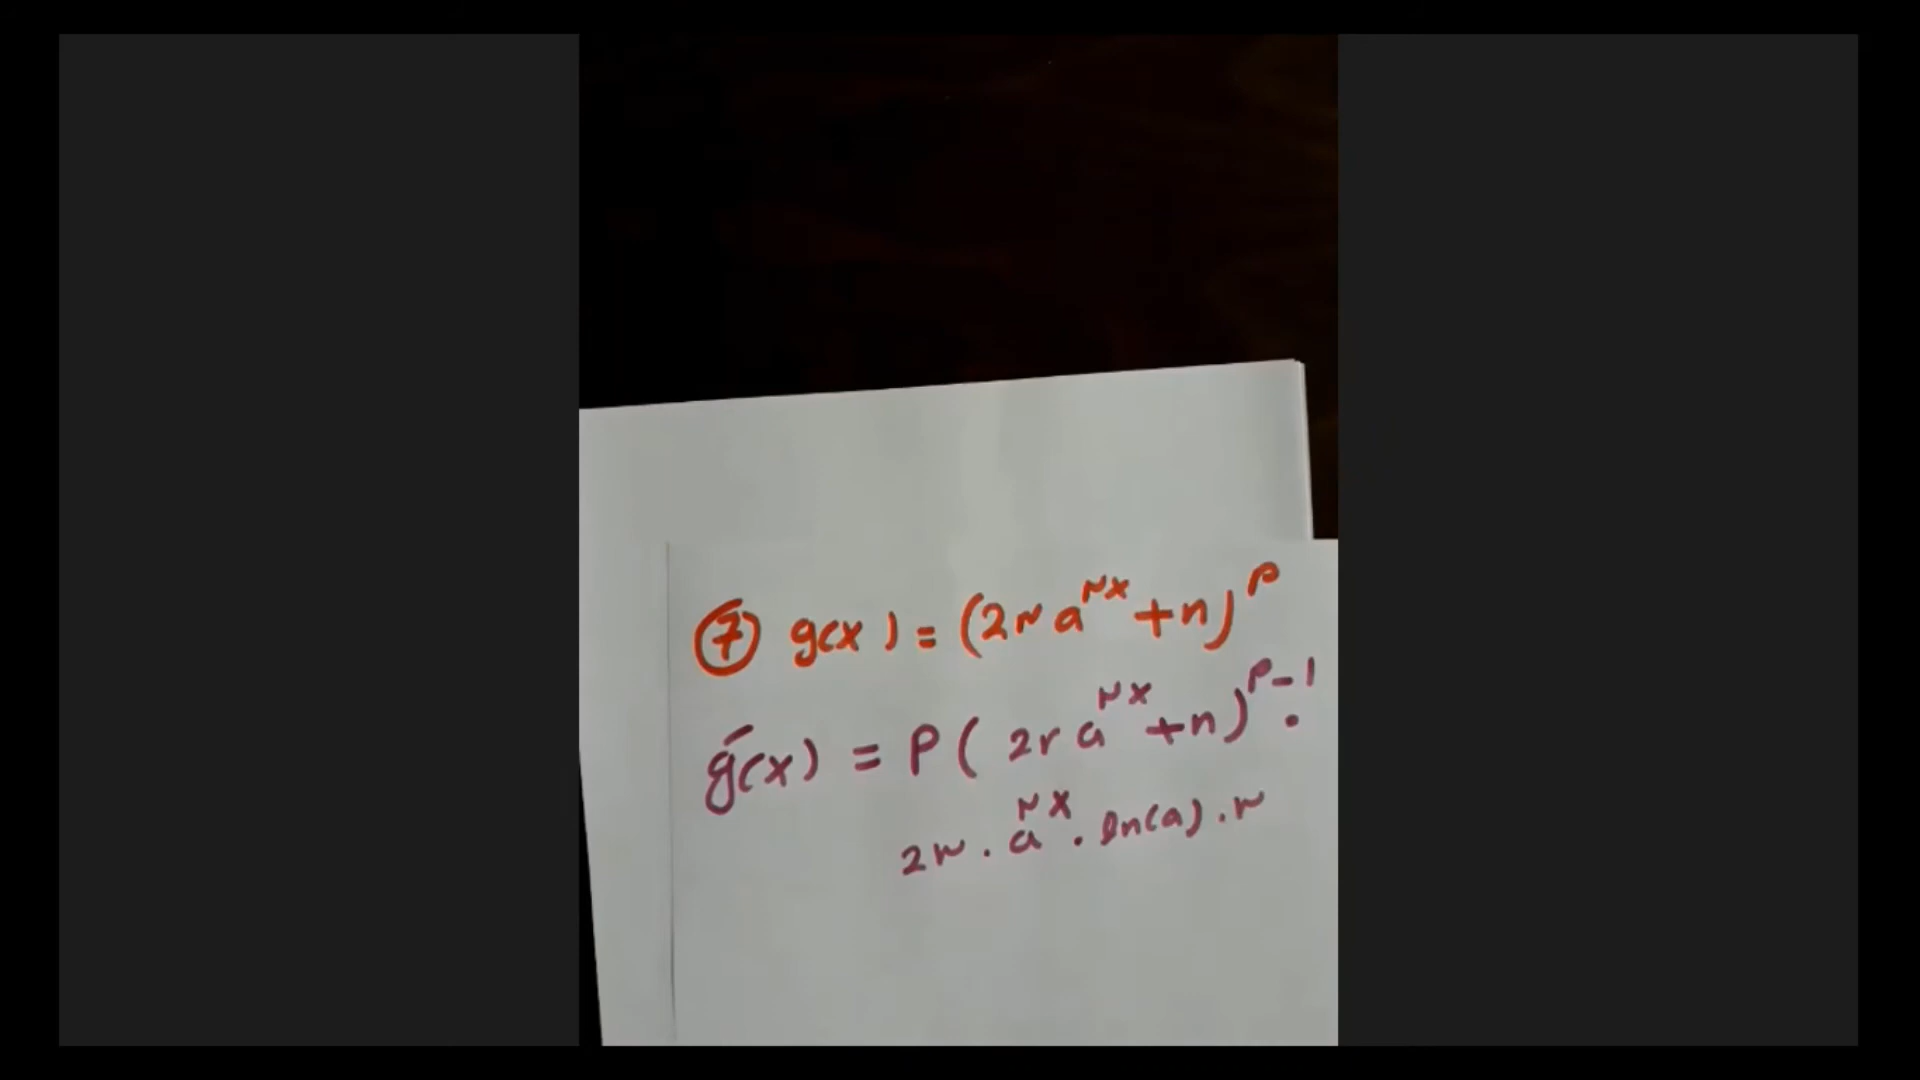 ⑦ g(x) = (2r a^rx + n)^p
g'(x) = P( 2r a^rx + n)^p-1 .
2r . a^rx . ln(a) . r